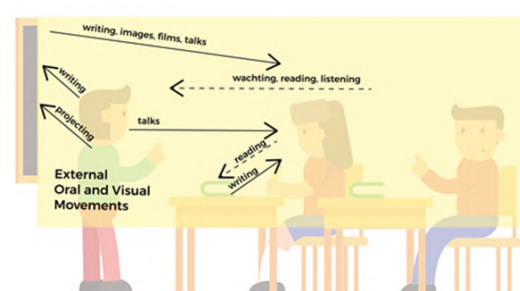 writing, images, films, talks
wachting, reading, listening
writing
projecting
talks
reading
writing
External
Oral and Visual
Movements